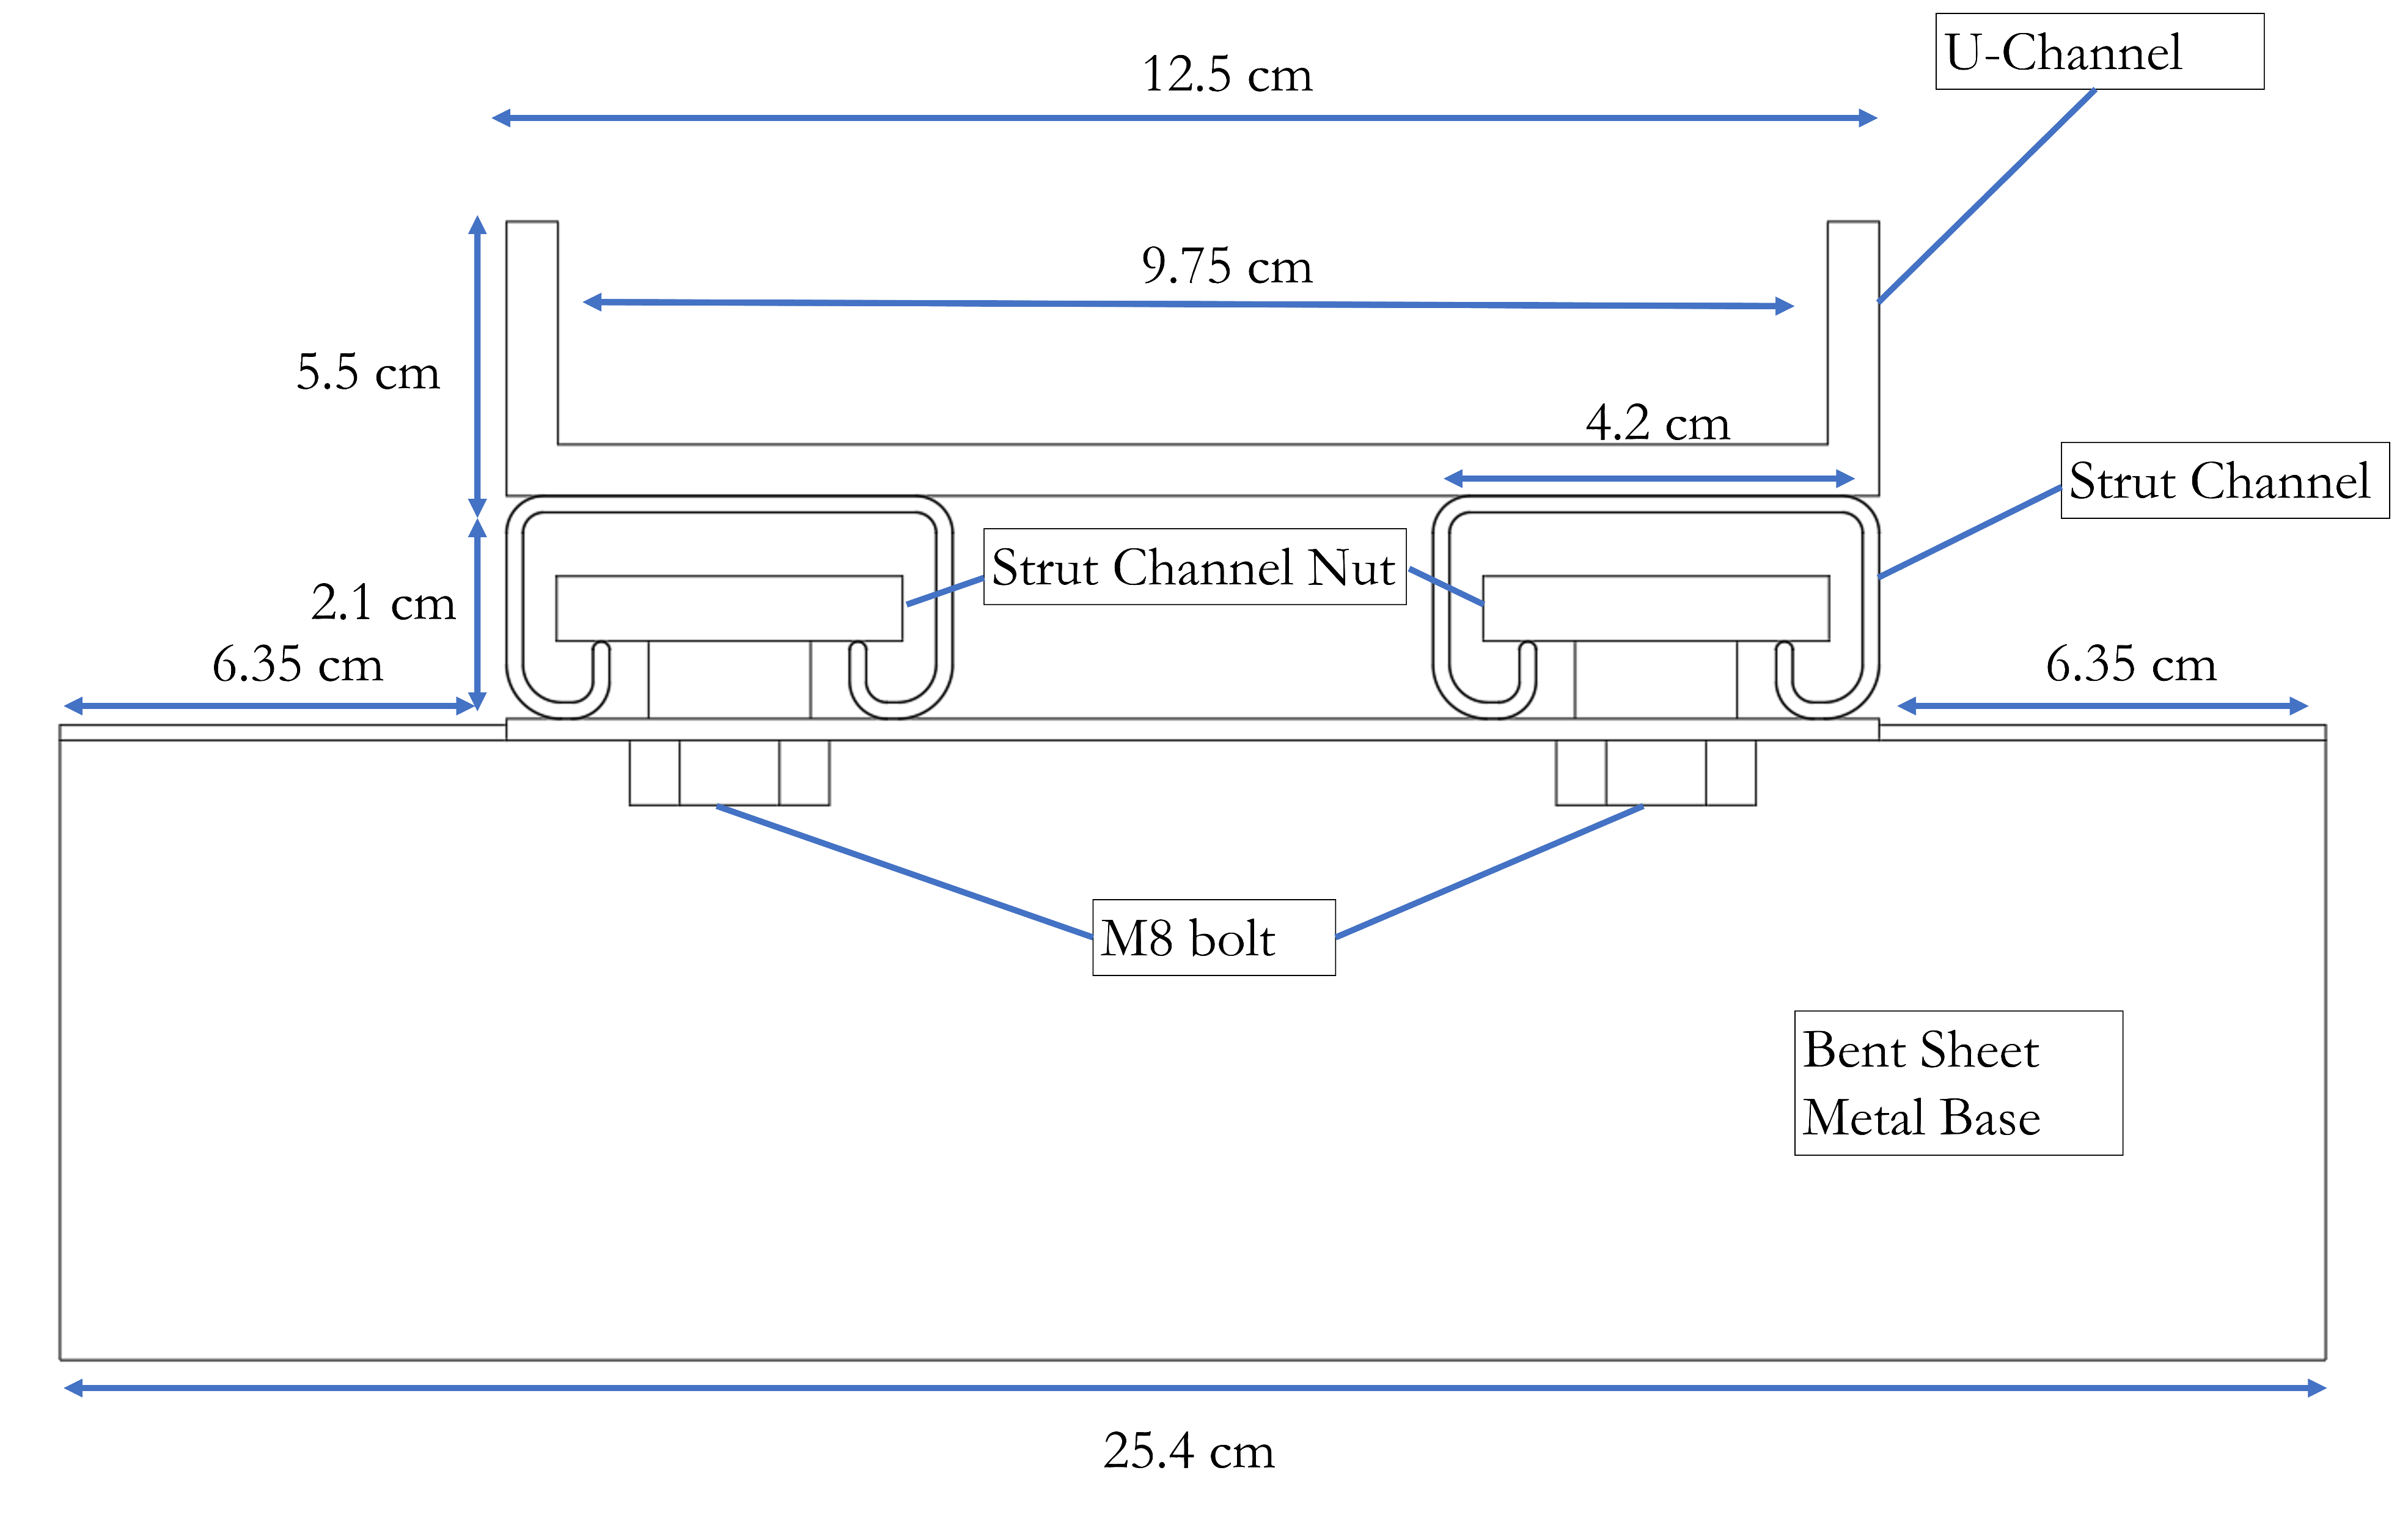 U-Channel
12.5 cm
9.75 cm
5.5 cm
4.2 cm
Strut Channel
Strut Channel Nut
2.1 cm
6.35 cm
6.35 cm
M8 bolt
Bent Sheet
Metal Base
25.4 cm